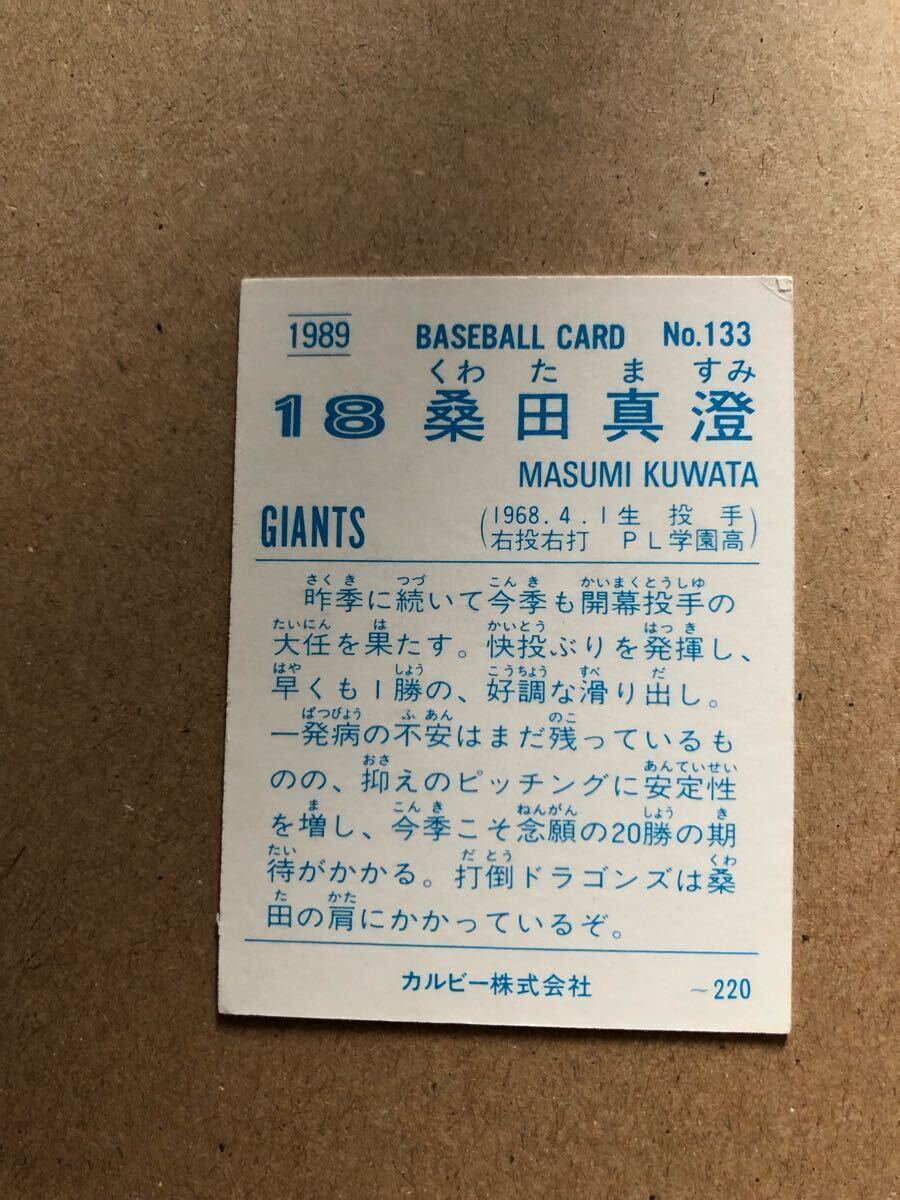 1989 BASEBALL CARD No.133
くわ た ま すみ
18 桑田真澄
MASUMI KUWATA
GIANTS
(1968.4.1生 投手
右投右打 PL学園高)
さくき つづ こんき かいまくとうしゅ
昨季に続いて今季も開幕投手の
たいにん は かいとう はっき
大任を果たす。快投ぶりを発揮し、
はや しょう こうちょう すべ だ
早くも1勝の、好調な滑り出し。
ぱつびょう ふあん のこ
一発病の不安はまだ残っているも
おさ あんていせい
のの、抑えのピッチングに安定性
ま こんき ねんがん しょう き
を増し、今季こそ念願の20勝の期
たい だとう くわ
待がかかる。打倒ドラゴンズは桑
た かた
田の肩にかかっているぞ。
カルビー株式会社 ~220